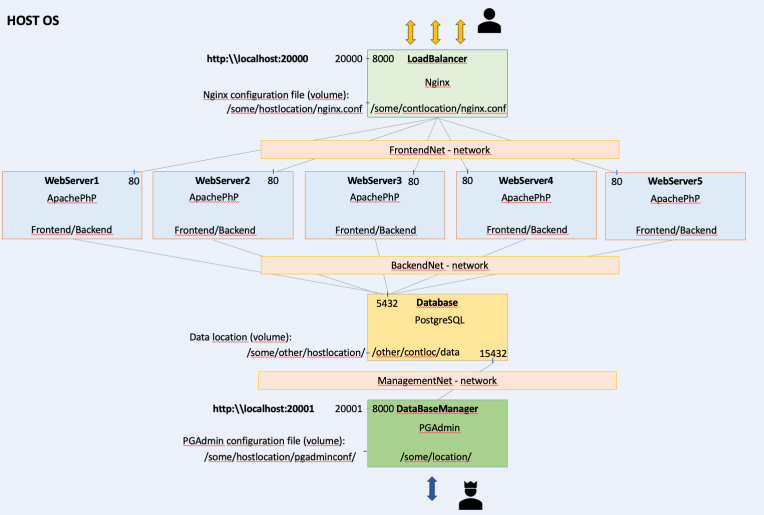 HOST OS
http:\\localhost:20000 20000 8000 LoadBalancer
Nginx
Nginx configuration file (volume):
/some/hostlocation/nginx.conf /some/contlocation/nginx.conf
FrontendNet - network
WebServer1 80 WebServer2 80 WebServer3 80 80 WebServer4 80 WebServer5
ApachePhP ApachePhP ApachePhP ApachePhP ApachePhP
Frontend/Backend Frontend/Backend Frontend/Backend Frontend/Backend Frontend/Backend
BackendNet - network
5432 Database
PostgreSQL
Data location (volume):
/some/other/hostlocation/ /other/contloc/data
15432
ManagementNet - network
http:\\localhost:20001 20001 8000 DataBaseManager
PGAdmin
PGAdmin configuration file (volume):
/some/hostlocation/pgadminconf/ /some/location/